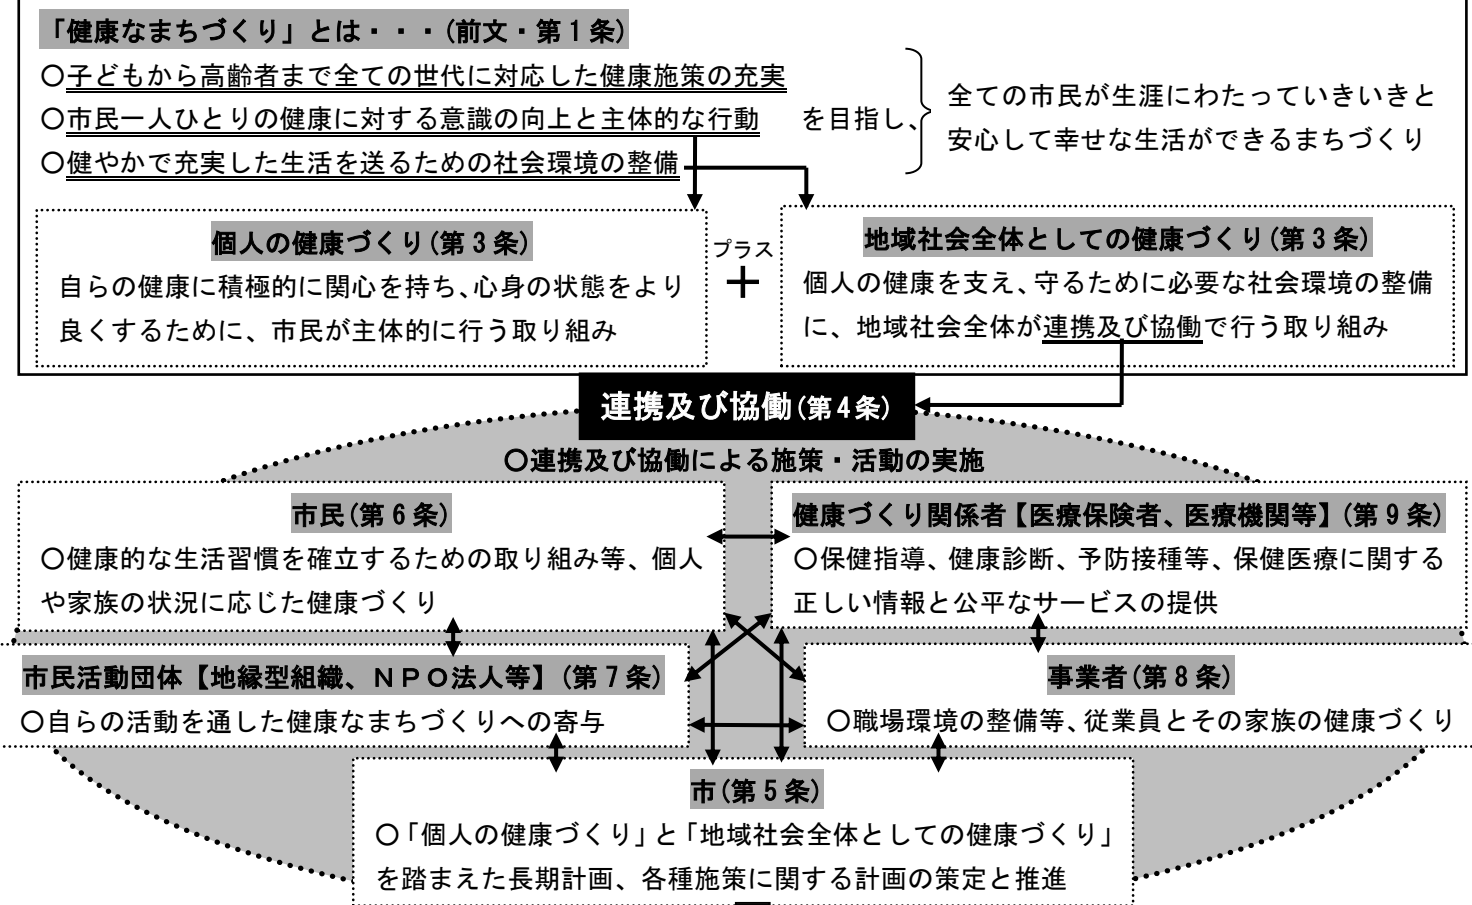 「健康なまちづくり」とは・・・(前文・第1条)
〇子どもから高齢者まで全ての世代に対応した健康施策の充実
〇市民一人ひとりの健康に対する意識の向上と主体的な行動
〇健やかで充実した生活を送るための社会環境の整備
を目指し、
全ての市民が生涯にわたっていきいきと
安心して幸せな生活ができるまちづくり
個人の健康づくり(第3条)
自らの健康に積極的に関心を持ち、心身の状態をより
良くするために、市民が主体的に行う取り組み
プラス
+
地域社会全体としての健康づくり(第3条)
個人の健康を支え、守るために必要な社会環境の整備
に、地域社会全体が連携及び協働で行う取り組み
連携及び協働(第4条)
〇連携及び協働による施策・活動の実施
市民(第6条)
〇健康的な生活習慣を確立するための取り組み等、個人
や家族の状況に応じた健康づくり
健康づくり関係者【医療保険者、医療機関等】(第9条)
〇保健指導、健康診断、予防接種等、保健医療に関する
正しい情報と公平なサービスの提供
市民活動団体【地縁型組織、NPO法人等】(第7条)
〇自らの活動を通した健康なまちづくりへの寄与
事業者(第8条)
〇職場環境の整備等、従業員とその家族の健康づくり
市(第5条)
〇「個人の健康づくり」と「地域社会全体としての健康づくり」
を踏まえた長期計画、各種施策に関する計画の策定と推進